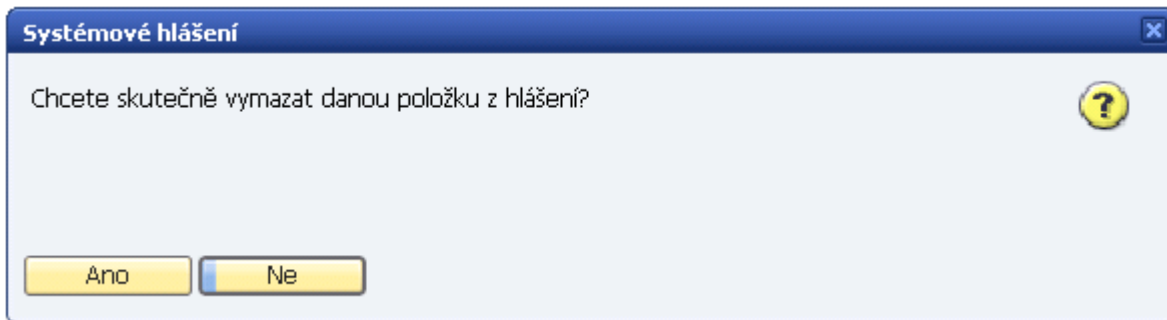 Systémové hlášení
Chcete skutečně vymazat danou položku z hlášení?
?
Ano
Ne